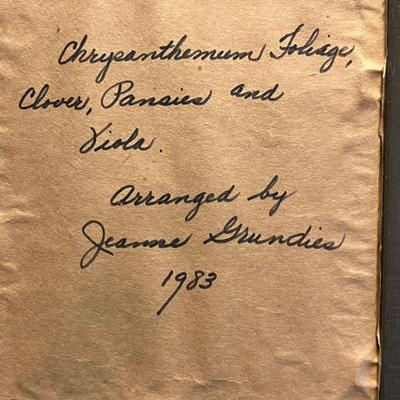 Chrysanthemum Foliage,
Clover, Pansies and
Viola.
Arranged by
Jeanne Grundies
1983